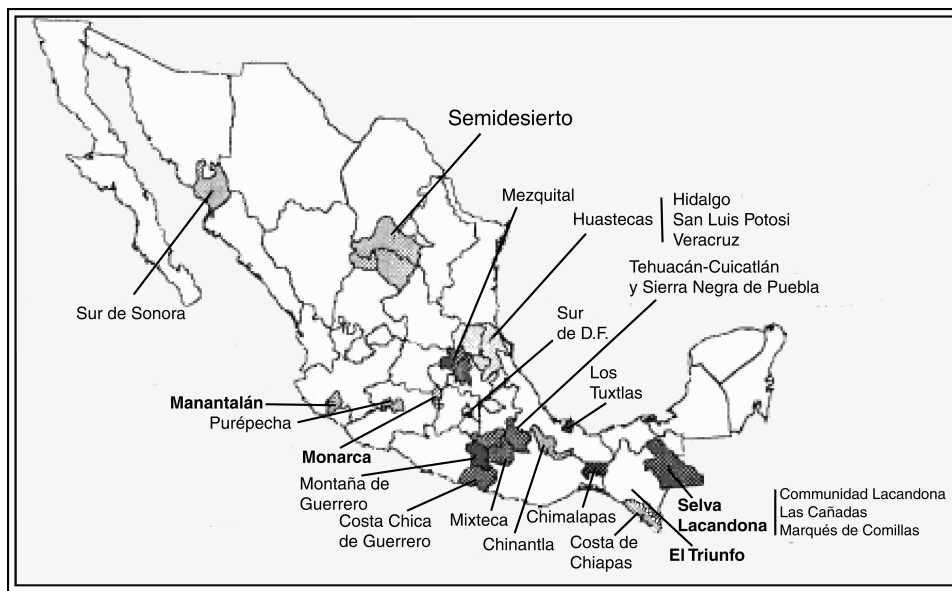 Semidesierto
Mezquital
Huastecas
Hidalgo
San Luis Potosi
Veracruz
Tehuacán-Cuicatlán
y Sierra Negra de Puebla
Sur de Sonora
Sur
de D.F.
Los
Tuxtlas
Manantalán
Purépecha
Monarca
Montaña de
Guerrero
Costa Chica
de Guerrero
Mixteca
Chinantla
Chimalapas
Costa de
Chiapas
Selva
Lacandona
Communidad Lacandona
Las Cañadas
Marqués de Comillas
El Triunfo